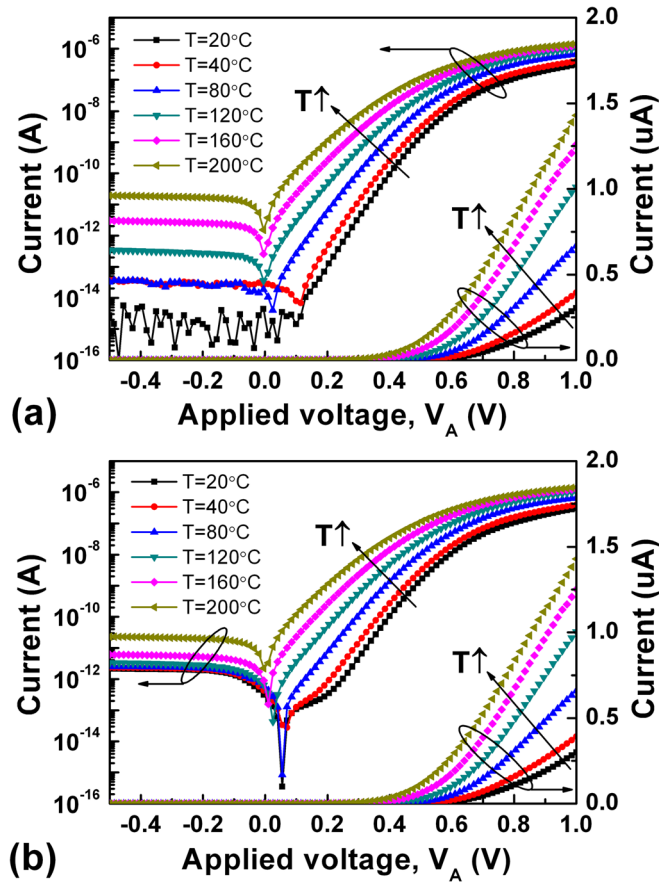 T=20°C
T=40°C
T=80°C
T=120°C
T=160°C
T=200°C
T↑
T↑
10^-6
10^-8
10^-10
10^-12
10^-14
10^-16
2.0
1.5
1.0
0.5
0.0
-0.4
-0.2
0.0
0.2
0.4
0.6
0.8
1.0
Current (A)
Current (uA)
Applied voltage, V_A (V)
(a)
T=20°C
T=40°C
T=80°C
T=120°C
T=160°C
T=200°C
T↑
T↑
10^-6
10^-8
10^-10
10^-12
10^-14
10^-16
2.0
1.5
1.0
0.5
0.0
-0.4
-0.2
0.0
0.2
0.4
0.6
0.8
1.0
Current (A)
Current (uA)
Applied voltage, V_A (V)
(b)